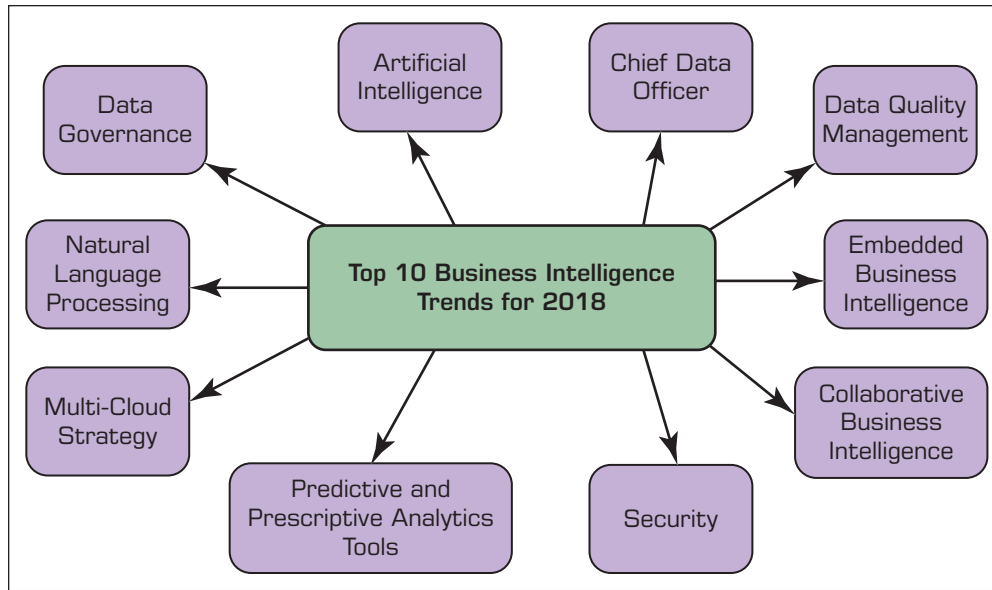 Artificial
Intelligence
Chief Data
Officer
Data
Governance
Data Quality
Management
Natural
Language
Processing
Top 10 Business Intelligence
Trends for 2018
Embedded
Business
Intelligence
Multi-Cloud
Strategy
Collaborative
Business
Intelligence
Predictive and
Prescriptive Analytics
Tools
Security